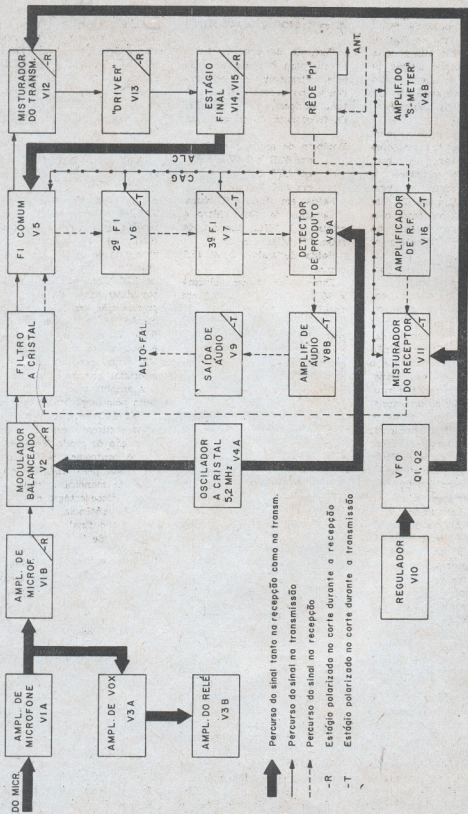 DO MICR.
AMPL. DE
MICROFONE
V1A
AMPL. DE
MICROF.
V1B
-R
MODULADOR
BALANCEADO
V2
-R
FILTRO
A CRISTAL
FI COMUM
V5
MISTURADOR
DO TRANSM.
V12
-R
"DRIVER"
V13
-R
ESTÁGIO
FINAL
V14, V15
-R
RÊDE "PI"
ANT.
ALC
CAG
2ª FI
V6
-T
3ª FI
V7
-T
DETECTOR
DE PRODUTO
V8A
AMPLIF. DO
"S-METER"
V4B
AMPLIFICADOR
DE R.F.
V16
-T
ALTO-FAL.
SAÍDA DE
ÁUDIO
V9
-T
AMPLIF. DE
ÁUDIO
V8B
-T
MISTURADOR
DO RECEPTOR
V11
-T
AMPL. DE VOX
V3A
AMPL. DO RELÉ
V3B
OSCILADOR
A CRISTAL
5,2 MHz V4A
VFO
Q1, Q2
REGULADOR
V10
Percurso do sinal tanto na recepção como na transm.
Percurso do sinal na transmissão
Percurso do sinal na recepção
-R Estágio polarizado no corte durante a recepção
-T Estágio polarizado no corte durante a transmissão